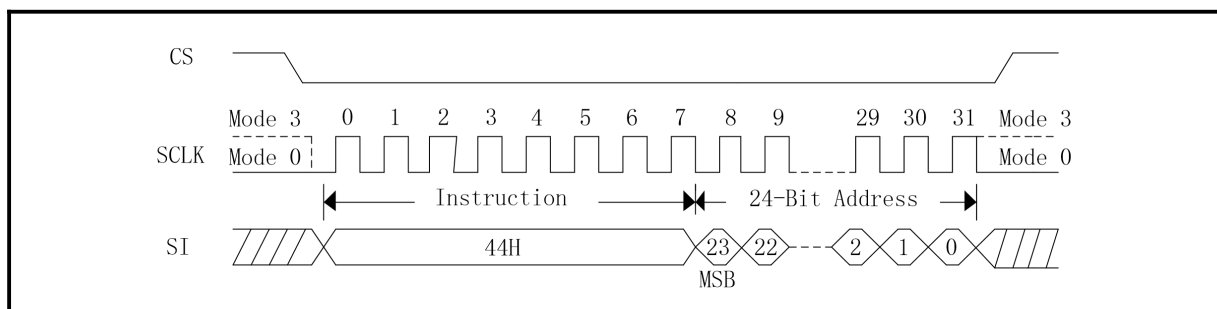 CS
Mode 3 0 1 2 3 4 5 6 7 8 9 29 30 31 Mode 3
SCLK Mode 0 Mode 0
Instruction 24-Bit Address
SI 44H 23 22 2 1 0
MSB